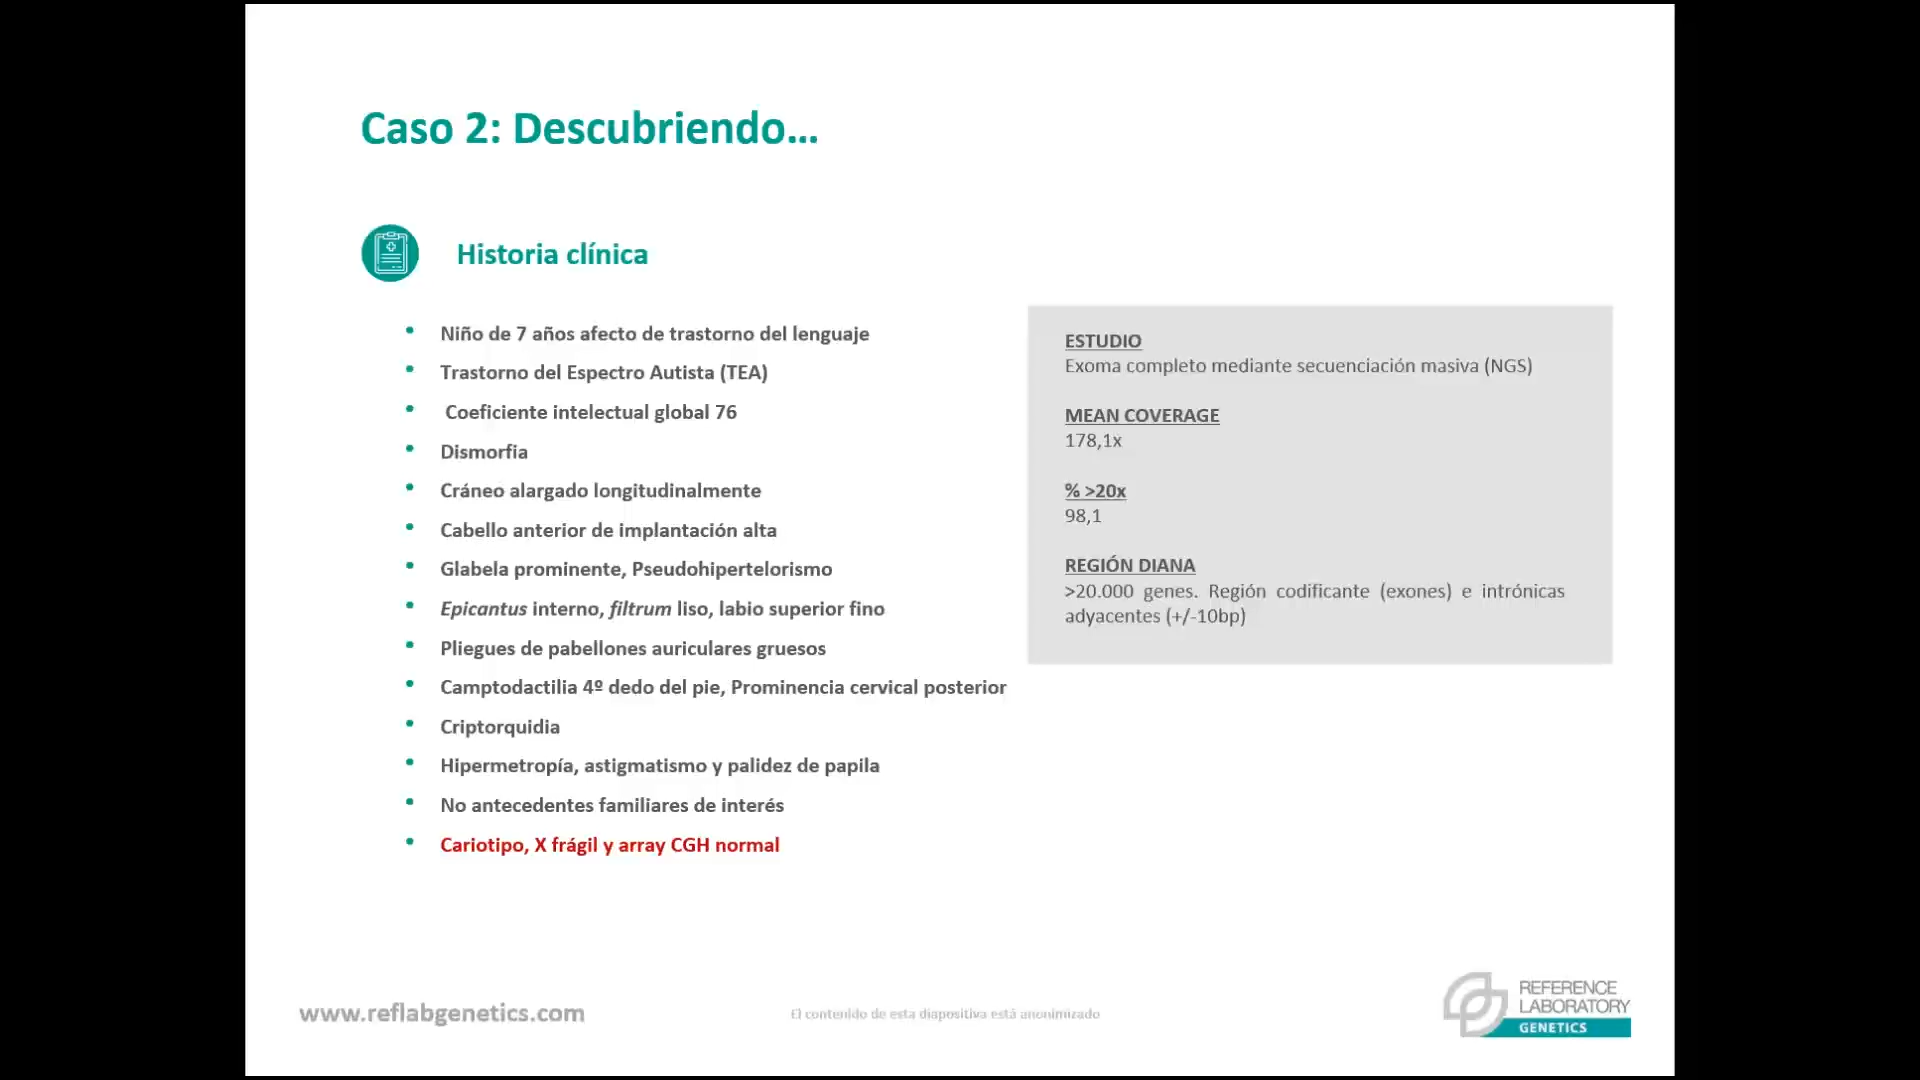 Caso 2: Descubriendo...
Historia clínica
• Niño de 7 años afecto de trastorno del lenguaje
• Trastorno del Espectro Autista (TEA)
• Coeficiente intelectual global 76
• Dismorfia
• Cráneo alargado longitudinalmente
• Cabello anterior de implantación alta
• Glabela prominente, Pseudohipertelorismo
• Epicantus interno, filtrum liso, labio superior fino
• Pliegues de pabellones auriculares gruesos
• Camptodactilia 4º dedo del pie, Prominencia cervical posterior
• Criptorquidia
• Hipermetropía, astigmatismo y palidez de papila
• No antecedentes familiares de interés
• Cariotipo, X frágil y array CGH normal
ESTUDIO
Exoma completo mediante secuenciación masiva (NGS)
MEAN COVERAGE
178,1x
% >20x
98,1
REGIÓN DIANA
>20.000 genes. Región codificante (exones) e intrónicas
adyacentes (+/-10bp)
www.reflabgenetics.com
El contenido de esta diapositiva está anonimizado
REFERENCE
LABORATORY
GENETICS